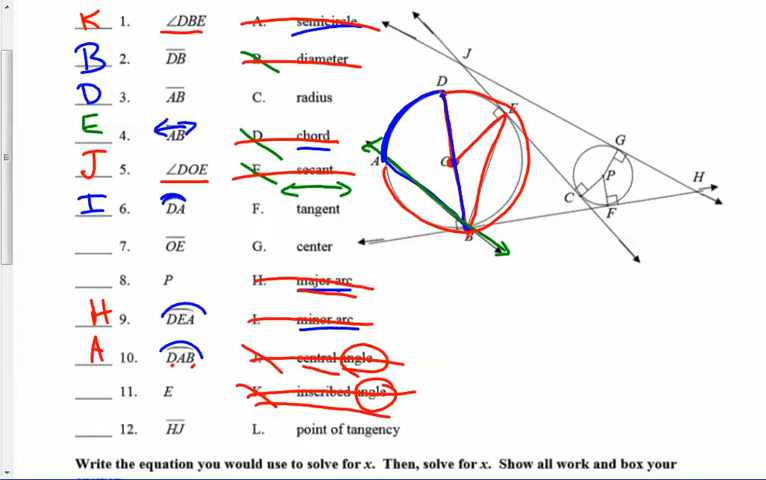 K 1. ∠DBE A. semicircle
B 2. DB B. diameter
D 3. AB C. radius
E 4. AB D. chord
J 5. ∠DOE E. secant
I 6. DA F. tangent
7. OE G. center
8. P H. major arc
H 9. DEA I. minor arc
A 10. DAB J. central angle
11. E K. inscribed angle
12. HJ L. point of tangency
J
D
E
G
A
O
P
H
C
F
B
Write the equation you would use to solve for x. Then, solve for x. Show all work and box your